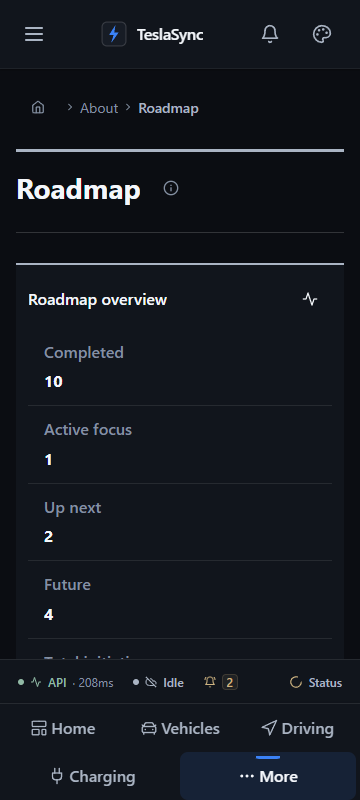 TeslaSync
About
Roadmap
Roadmap
Roadmap overview
Completed
10
Active focus
1
Up next
2
Future
4
API · 208ms
Idle
2
Status
Home
Vehicles
Driving
Charging
More